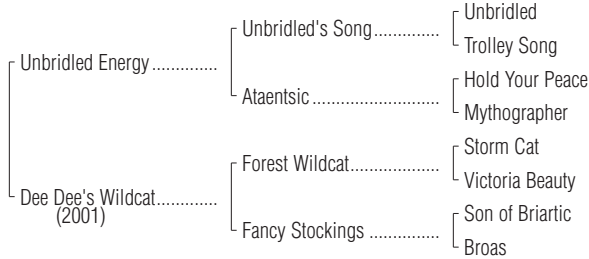 Unbridled
Unbridled's Song..............
Trolley Song
Unbridled Energy..............
Hold Your Peace
Ataentsic...........................
Mythographer
Storm Cat
Forest Wildcat...................
Victoria Beauty
Dee Dee's Wildcat.............
(2001)
Son of Briartic
Fancy Stockings ...............
Broas